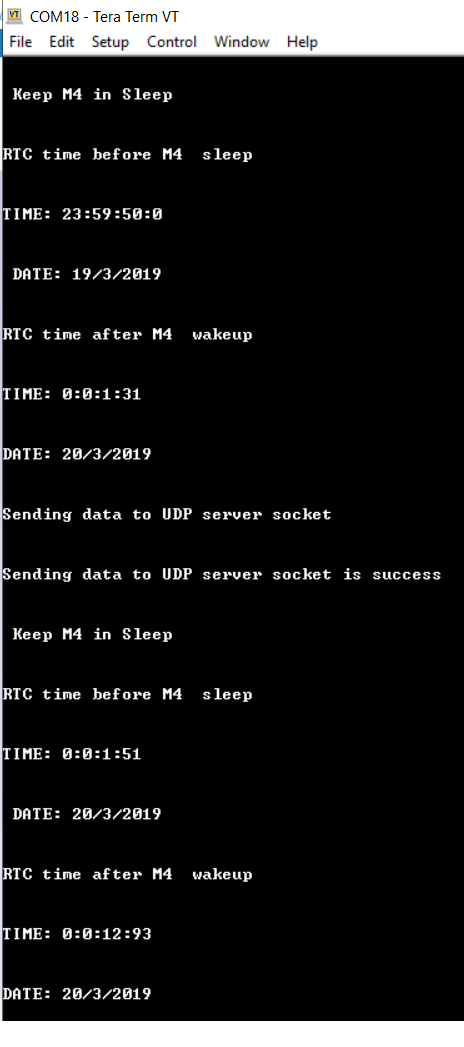 COM18 - Tera Term VT
File Edit Setup Control Window Help
Keep M4 in Sleep
RTC time before M4  sleep
TIME: 23:59:50:0
DATE: 19/3/2019
RTC time after M4  wakeup
TIME: 0:0:1:31
DATE: 20/3/2019
Sending data to UDP server socket
Sending data to UDP server socket is success
Keep M4 in Sleep
RTC time before M4  sleep
TIME: 0:0:1:51
DATE: 20/3/2019
RTC time after M4  wakeup
TIME: 0:0:12:93
DATE: 20/3/2019